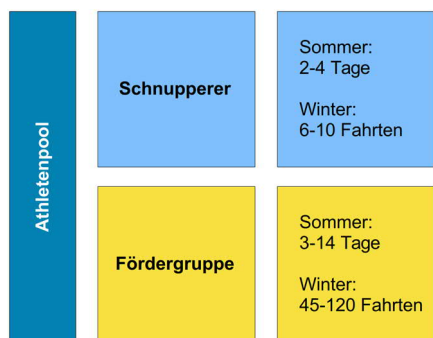 Athletenpool
Schnupperer
Sommer:
2-4 Tage
Winter:
6-10 Fahrten
Fördergruppe
Sommer:
3-14 Tage
Winter:
45-120 Fahrten